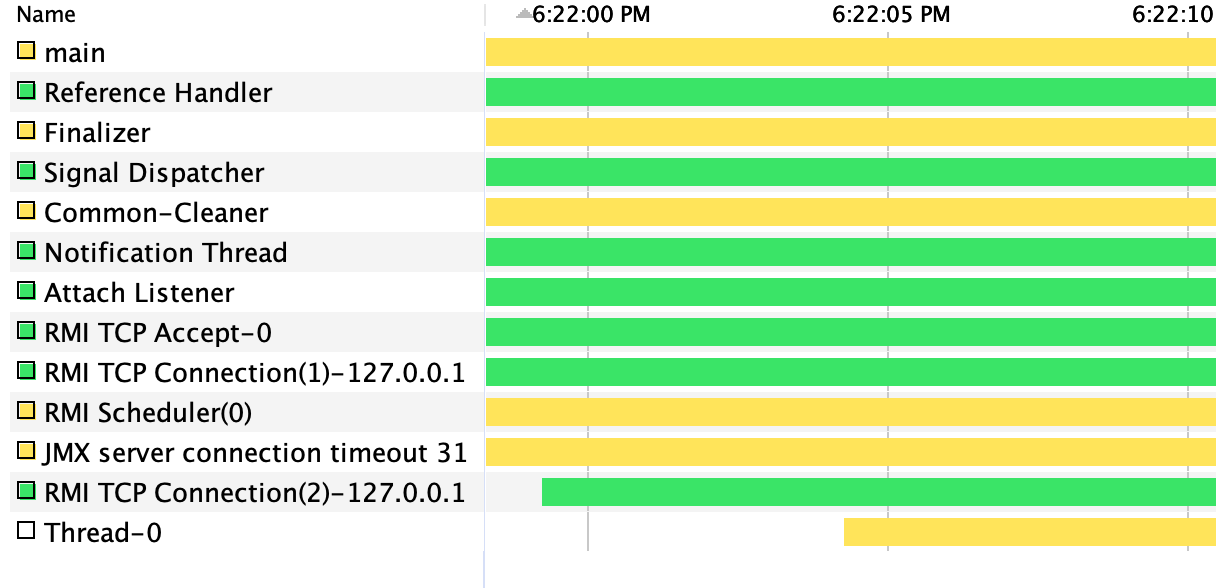 Name 6:22:00 PM 6:22:05 PM 6:22:10
main
Reference Handler
Finalizer
Signal Dispatcher
Common-Cleaner
Notification Thread
Attach Listener
RMI TCP Accept-0
RMI TCP Connection(1)-127.0.0.1
RMI Scheduler(0)
JMX server connection timeout 31
RMI TCP Connection(2)-127.0.0.1
Thread-0